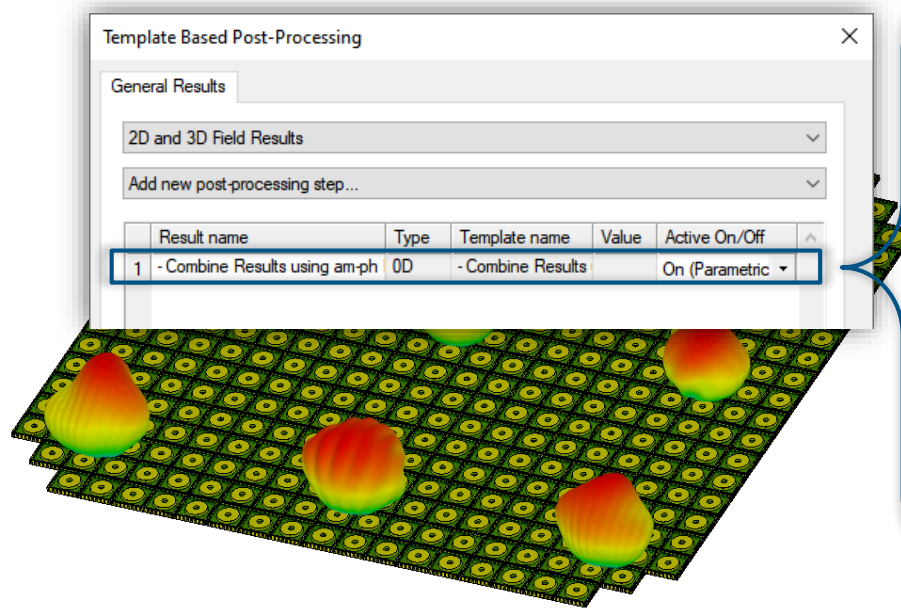 Template Based Post-Processing
General Results
2D and 3D Field Results
Add new post-processing step...
Result name Type Template name Value Active On/Off
1 - Combine Results using am-ph 0D - Combine Results On (Parametric